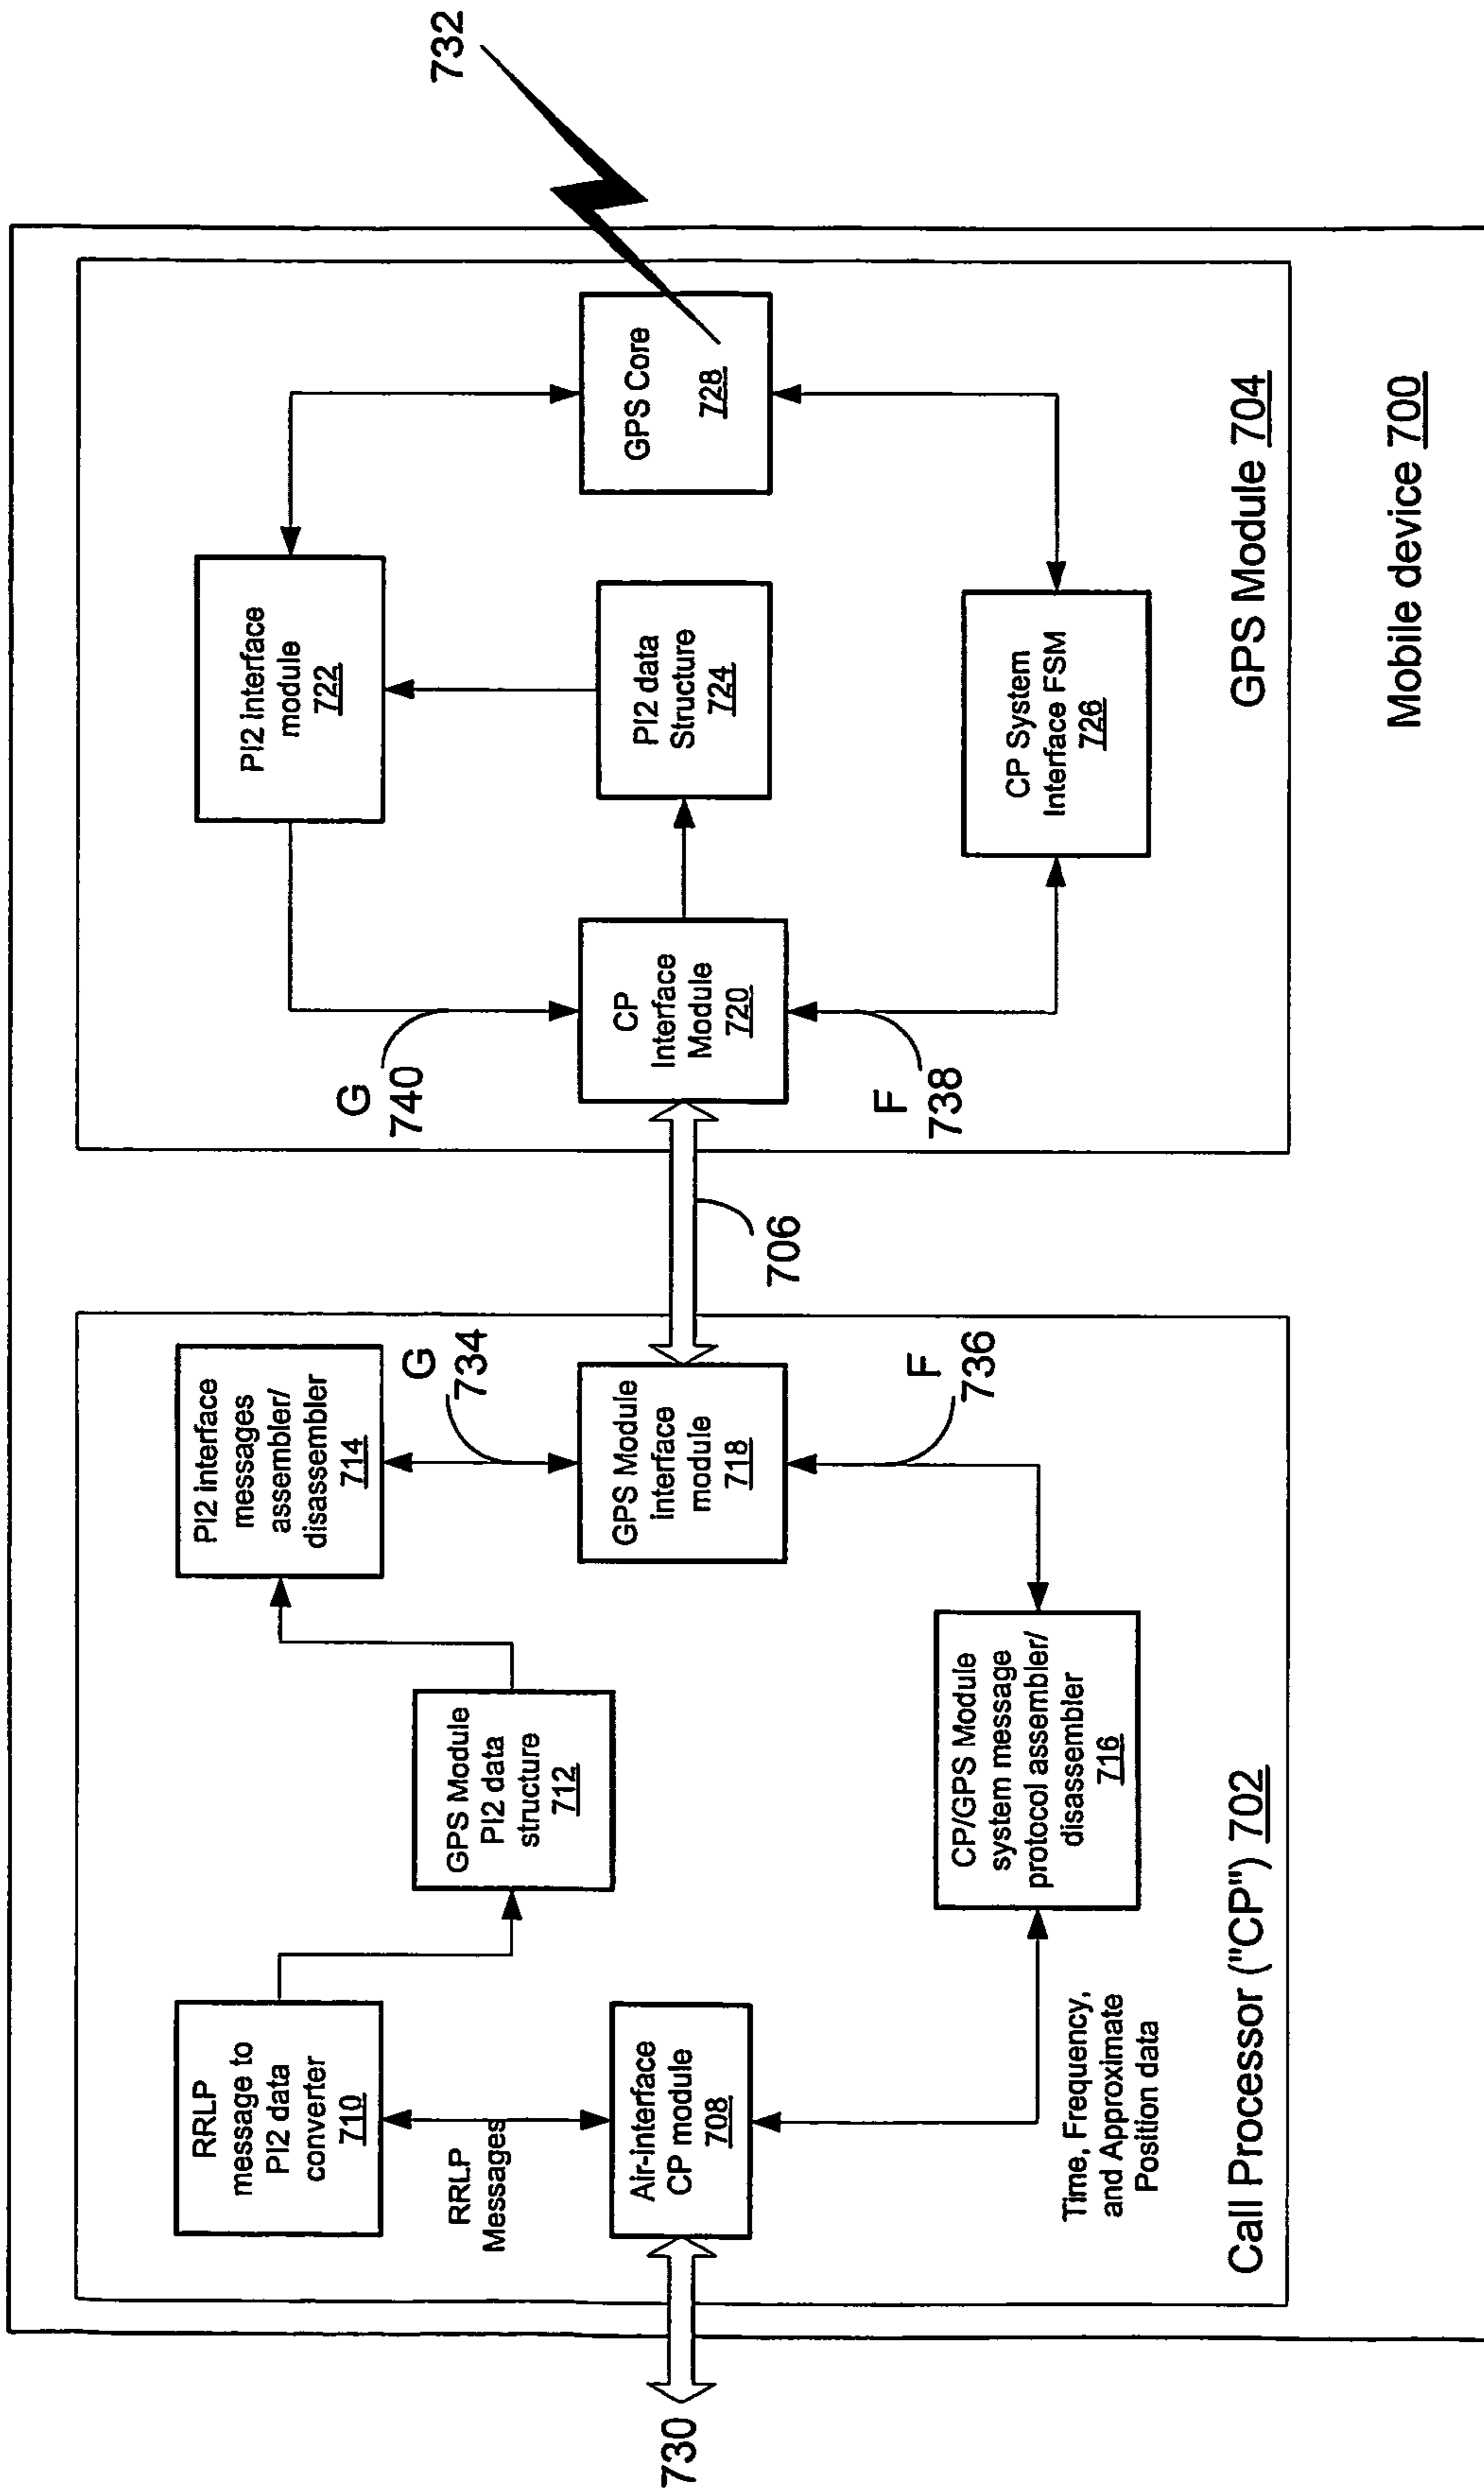 730
RRLP
message to
PI2 data
converter
710
RRLP
Messages
Air-interface
CP module
708
Time, Frequency,
and Approximate
Position data
GPS Module
PI2 data
structure
712
PI2 interface
messages
assembler/
disassembler
714
G
734
GPS Module
interface
module
718
F
736
CP/GPS Module
system message
protocol assembler/
disassembler
716
Call Processor ("CP") 702
706
G
740
CP
Interface
Module
720
F
738
PI2 Interface
module
722
PI2 data
Structure
724
CP System
Interface FSM
726
GPS Core
728
732
GPS Module 704
Mobile device 700